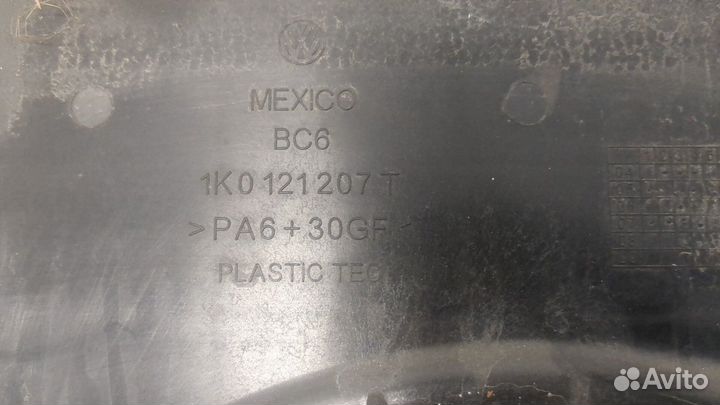 MEXICO
BC6
1K0 121 207 T
>PA6+30GF<
PLASTIC TEC
Avito